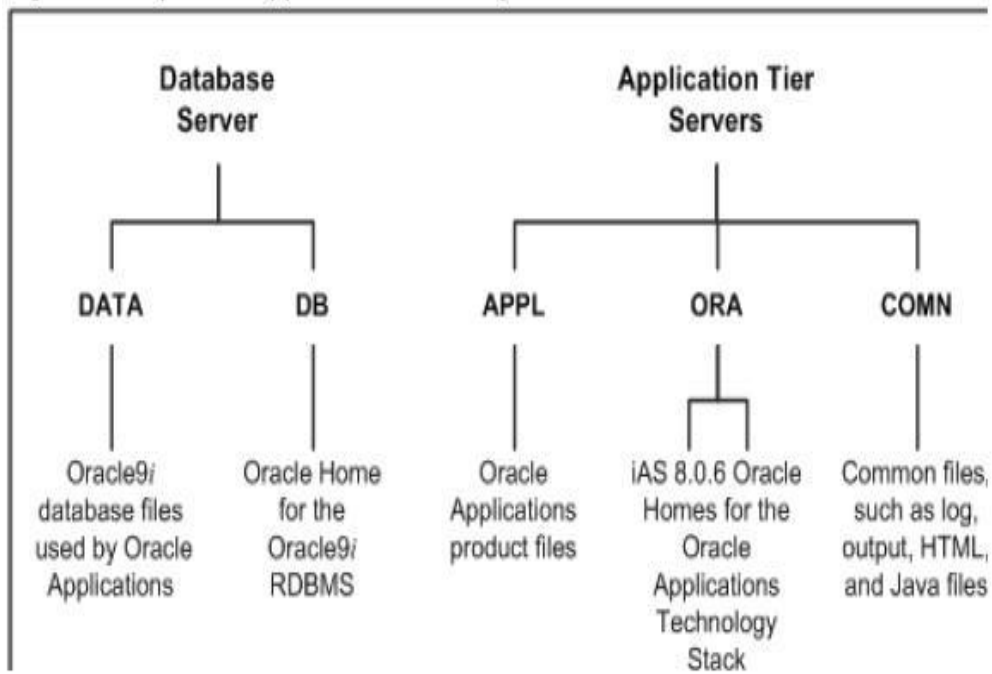 Database
Server
Application Tier
Servers
DATA
DB
APPL
ORA
COMN
Oracle9i
database files
used by Oracle
Applications
Oracle Home
for the
Oracle9i
RDBMS
Oracle
Applications
product files
iAS 8.0.6 Oracle
Homes for the
Oracle
Applications
Technology
Stack
Common files,
such as log,
output, HTML,
and Java files